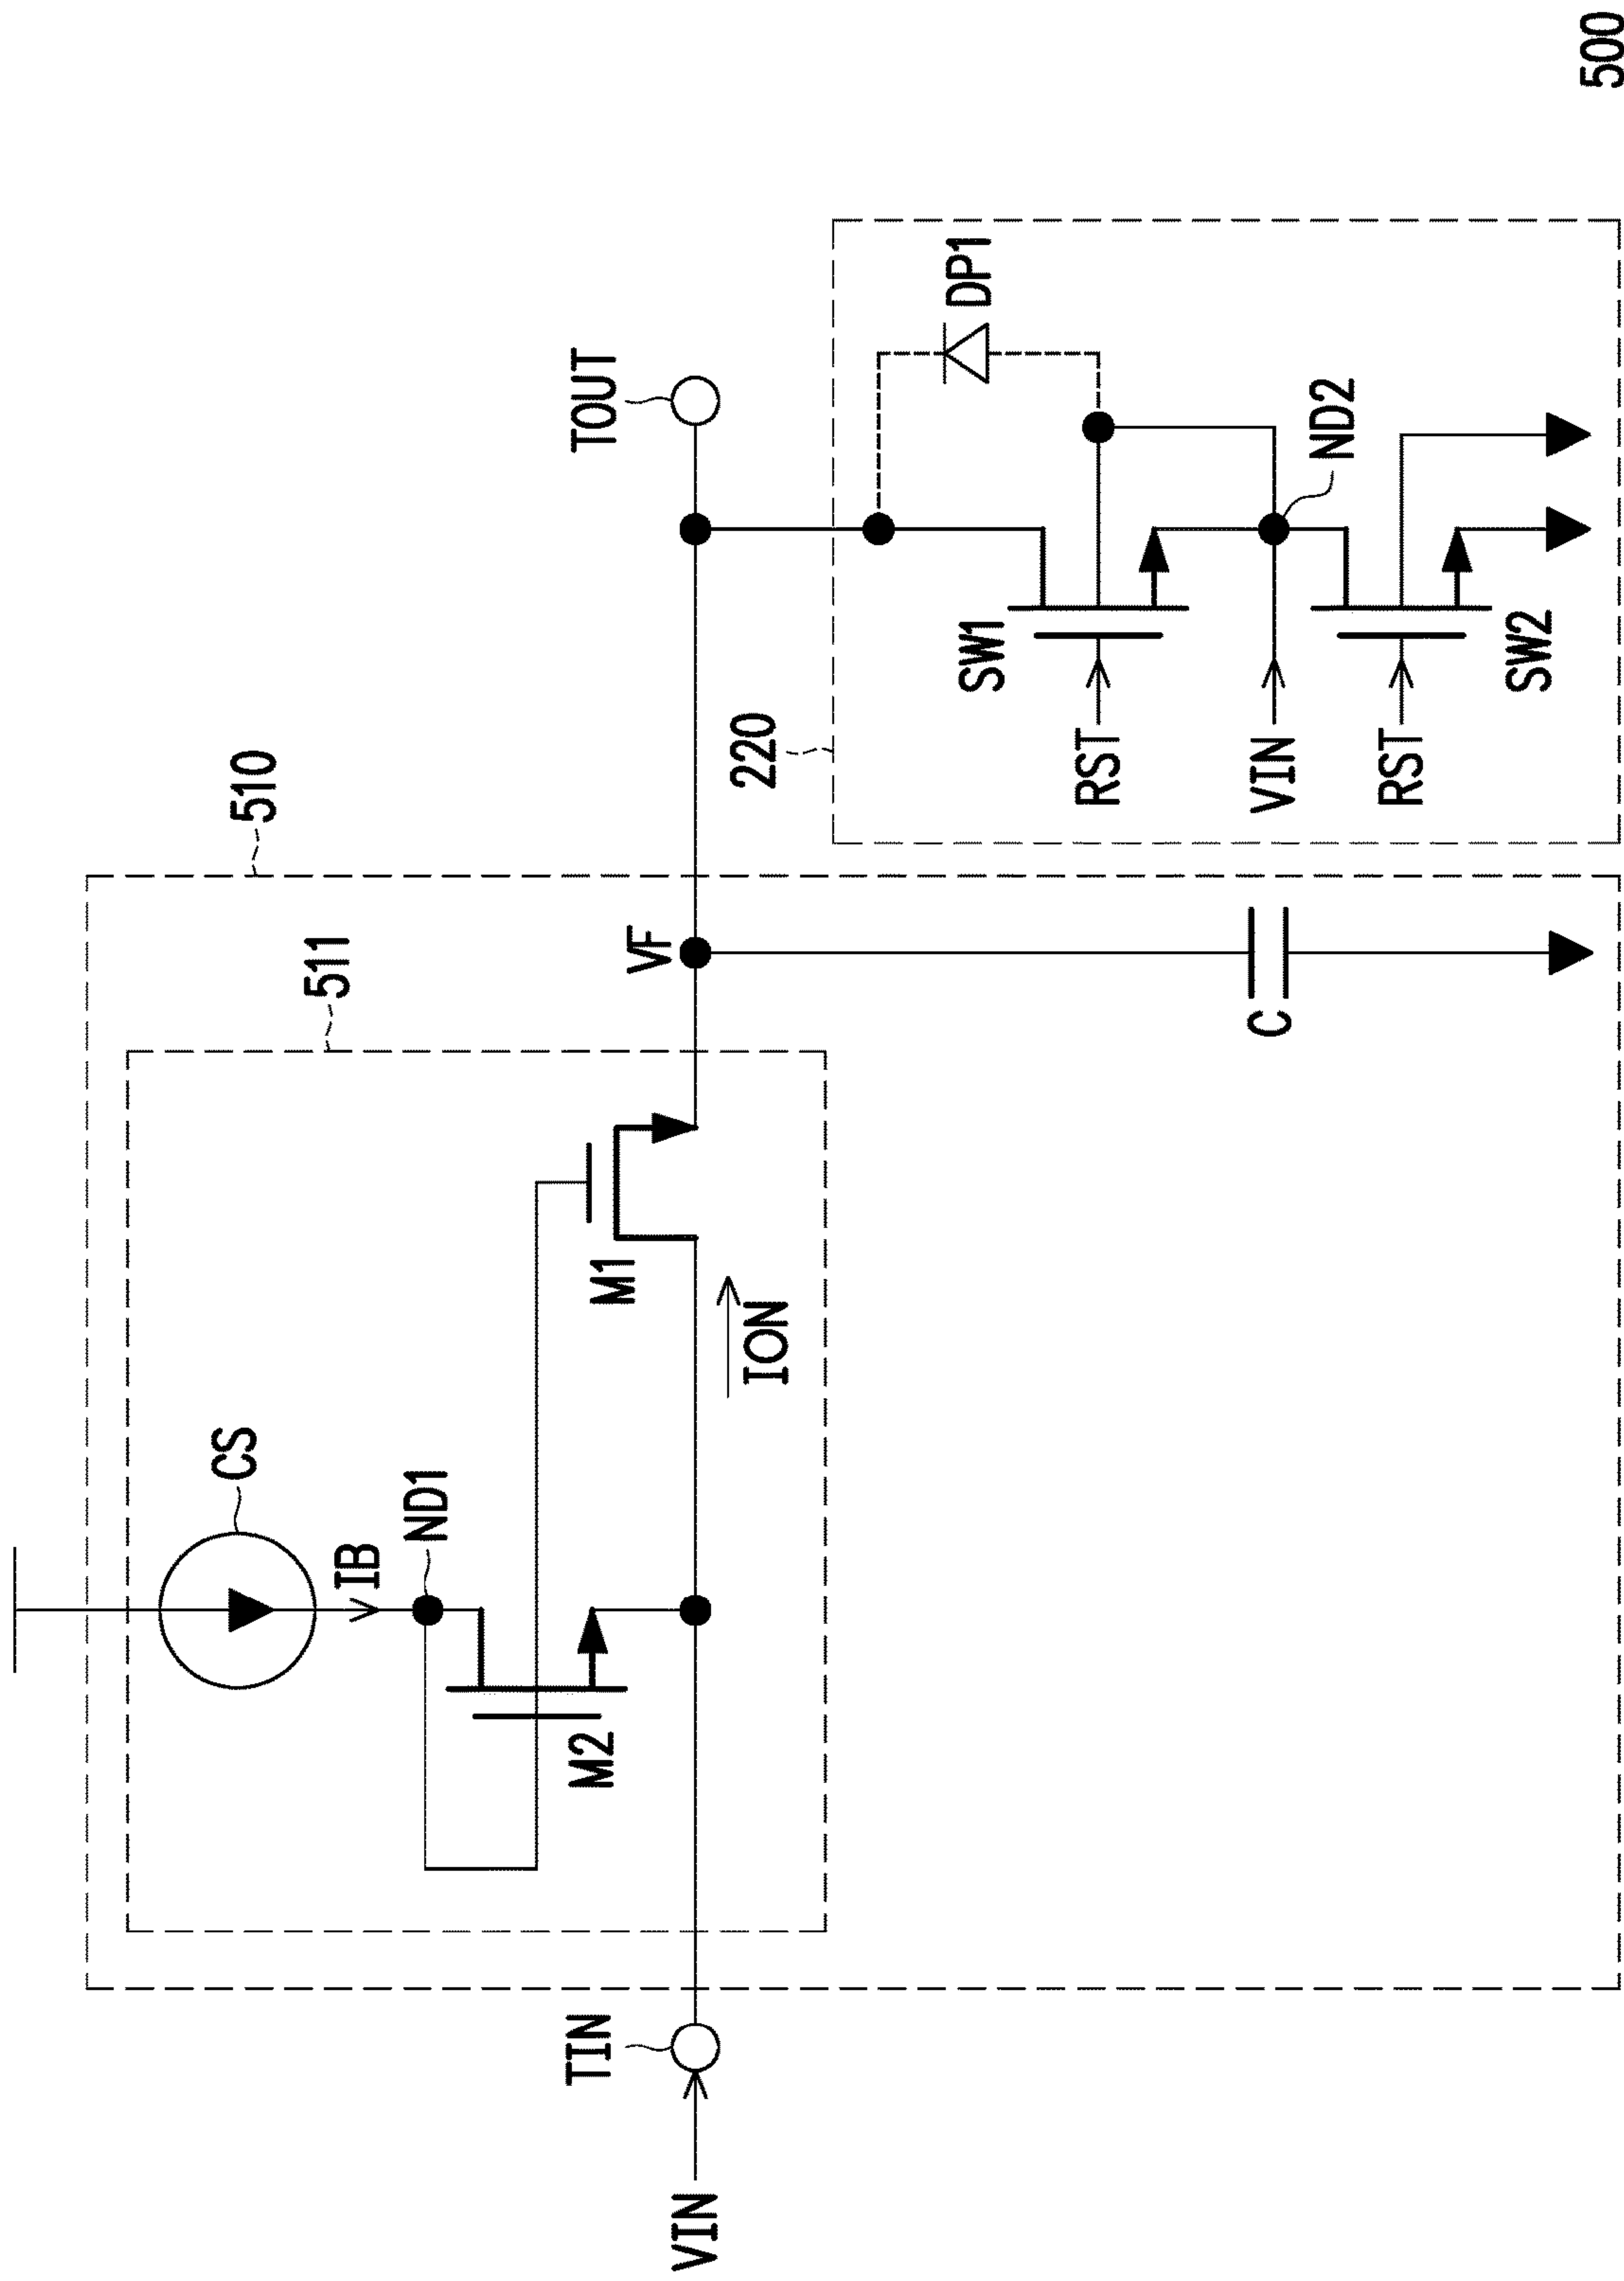 510
511
CS
IB
ND1
M2
M1
ION
VIN
TIN
VF
C
TOUT
220
DP1
SW1
RST
VIN
ND2
RST
SW2
500